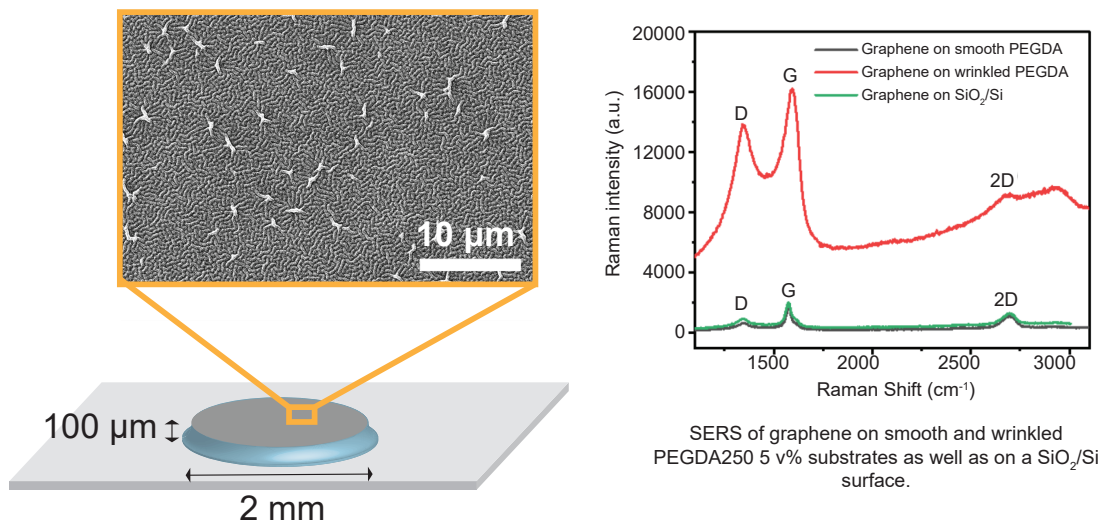 10 μm
100 μm
2 mm
20000
16000
12000
8000
4000
0
Raman intensity (a.u.)
Graphene on smooth PEGDA
Graphene on wrinkled PEGDA
Graphene on SiO₂/Si
D
G
2D
D
G
2D
1500
2000
2500
3000
Raman Shift (cm⁻¹)
SERS of graphene on smooth and wrinkled
PEGDA250 5 v% substrates as well as on a SiO₂/Si
surface.